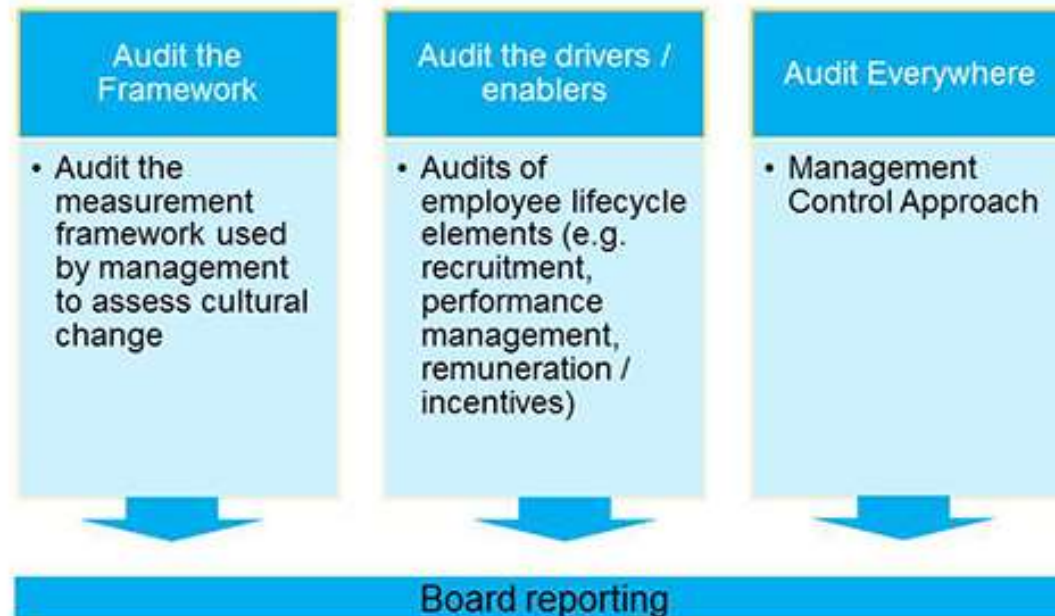 Audit the
Framework
• Audit the
measurement
framework used
by management
to assess cultural
change
Audit the drivers /
enablers
• Audits of
employee lifecycle
elements (e.g.
recruitment,
performance
management,
remuneration /
incentives)
Audit Everywhere
• Management
Control Approach
Board reporting